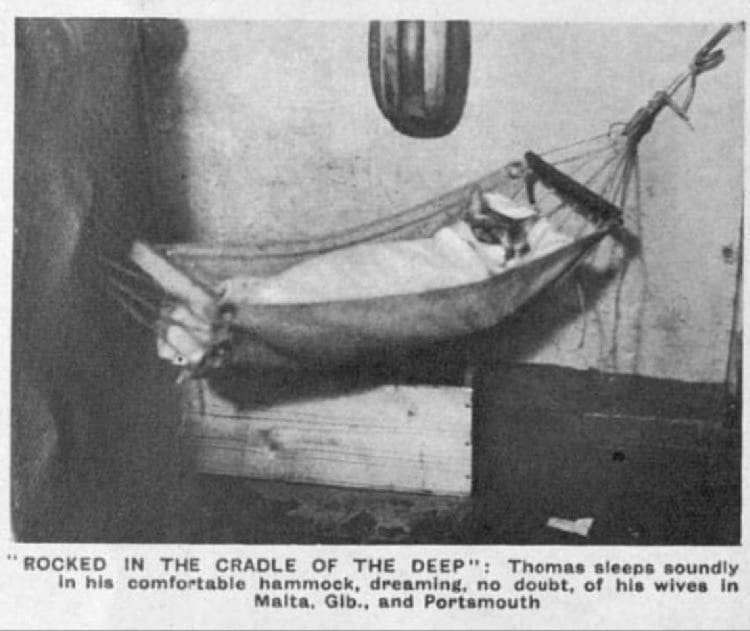 "ROCKED IN THE CRADLE OF THE DEEP": Thomas sleeps soundly
in his comfortable hammock, dreaming, no doubt, of his wives in
Malta, Gib., and Portsmouth